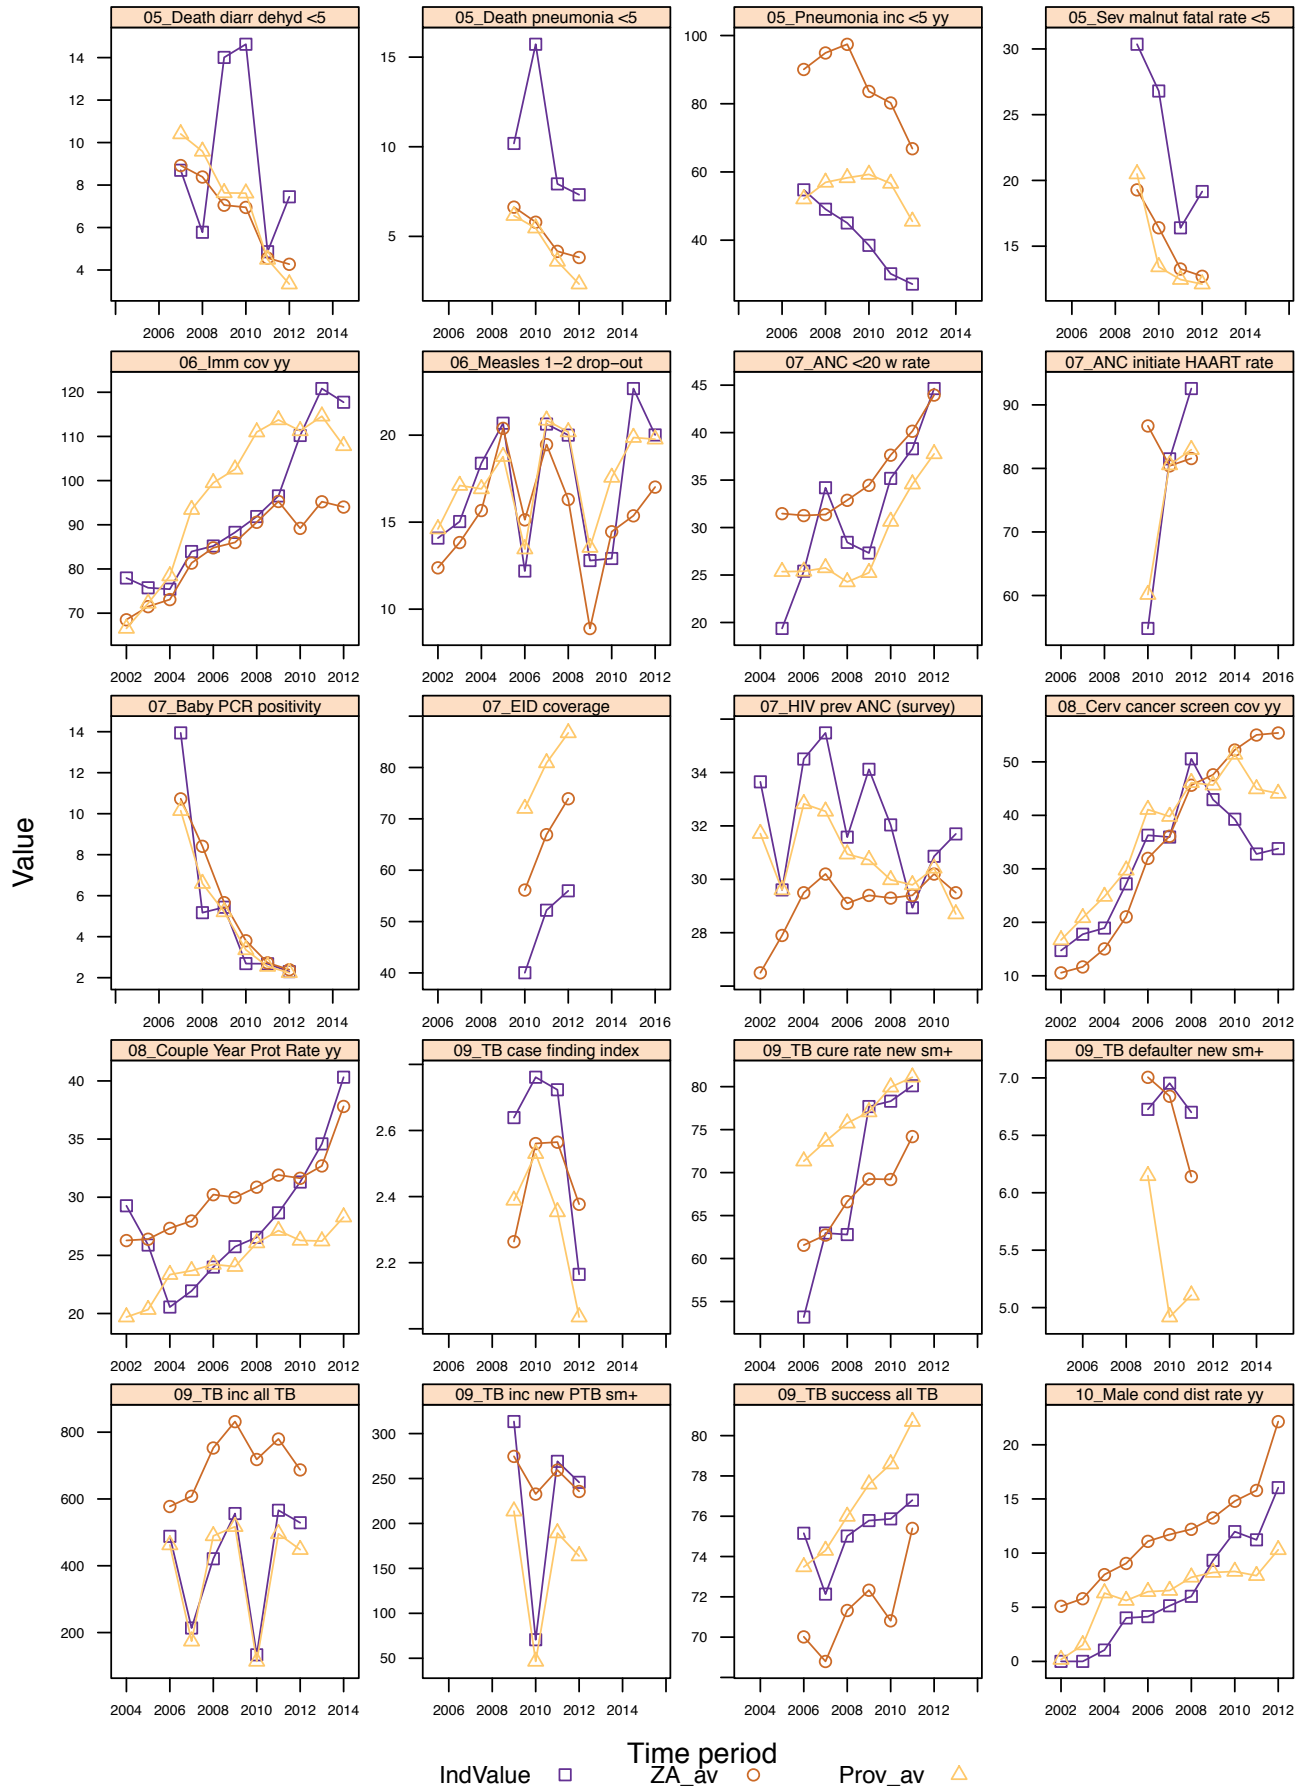 05_Death diarr dehyd <5
05_Death pneumonia <5
05_Pneumonia inc <5 yy
05_Sev malnut fatal rate <5
14
12
10
8
6
4
15
10
5
100
80
60
40
30
25
20
15
2006 2008 2010 2012 2014
2006 2008 2010 2012 2014
2006 2008 2010 2012 2014
2006 2008 2010 2012 2014
06_Imm cov yy
06_Measles 1−2 drop−out
07_ANC <20 w rate
07_ANC initiate HAART rate
120
110
100
90
80
70
20
15
10
45
40
35
30
25
20
90
80
70
60
2002 2004 2006 2008 2010 2012
2002 2004 2006 2008 2010 2012
2004 2006 2008 2010 2012
2006 2008 2010 2012 2014 2016
07_Baby PCR positivity
07_EID coverage
07_HIV prev ANC (survey)
08_Cerv cancer screen cov yy
14
12
10
8
6
4
2
80
70
60
50
40
34
32
30
28
50
40
30
20
10
Value
2006 2008 2010 2012 2014
2006 2008 2010 2012 2014 2016
2002 2004 2006 2008 2010
2002 2004 2006 2008 2010 2012
08_Couple Year Prot Rate yy
09_TB case finding index
09_TB cure rate new sm+
09_TB defaulter new sm+
40
35
30
25
20
2.6
2.4
2.2
80
75
70
65
60
55
7.0
6.5
6.0
5.5
5.0
2002 2004 2006 2008 2010 2012
2006 2008 2010 2012 2014
2004 2006 2008 2010 2012
2006 2008 2010 2012 2014
09_TB inc all TB
09_TB inc new PTB sm+
09_TB success all TB
10_Male cond dist rate yy
800
600
400
200
300
250
200
150
100
50
80
78
76
74
72
70
20
15
10
5
0
2004 2006 2008 2010 2012 2014
2006 2008 2010 2012 2014
2004 2006 2008 2010 2012
2002 2004 2006 2008 2010 2012
Time period
IndValue ZA_av Prov_av